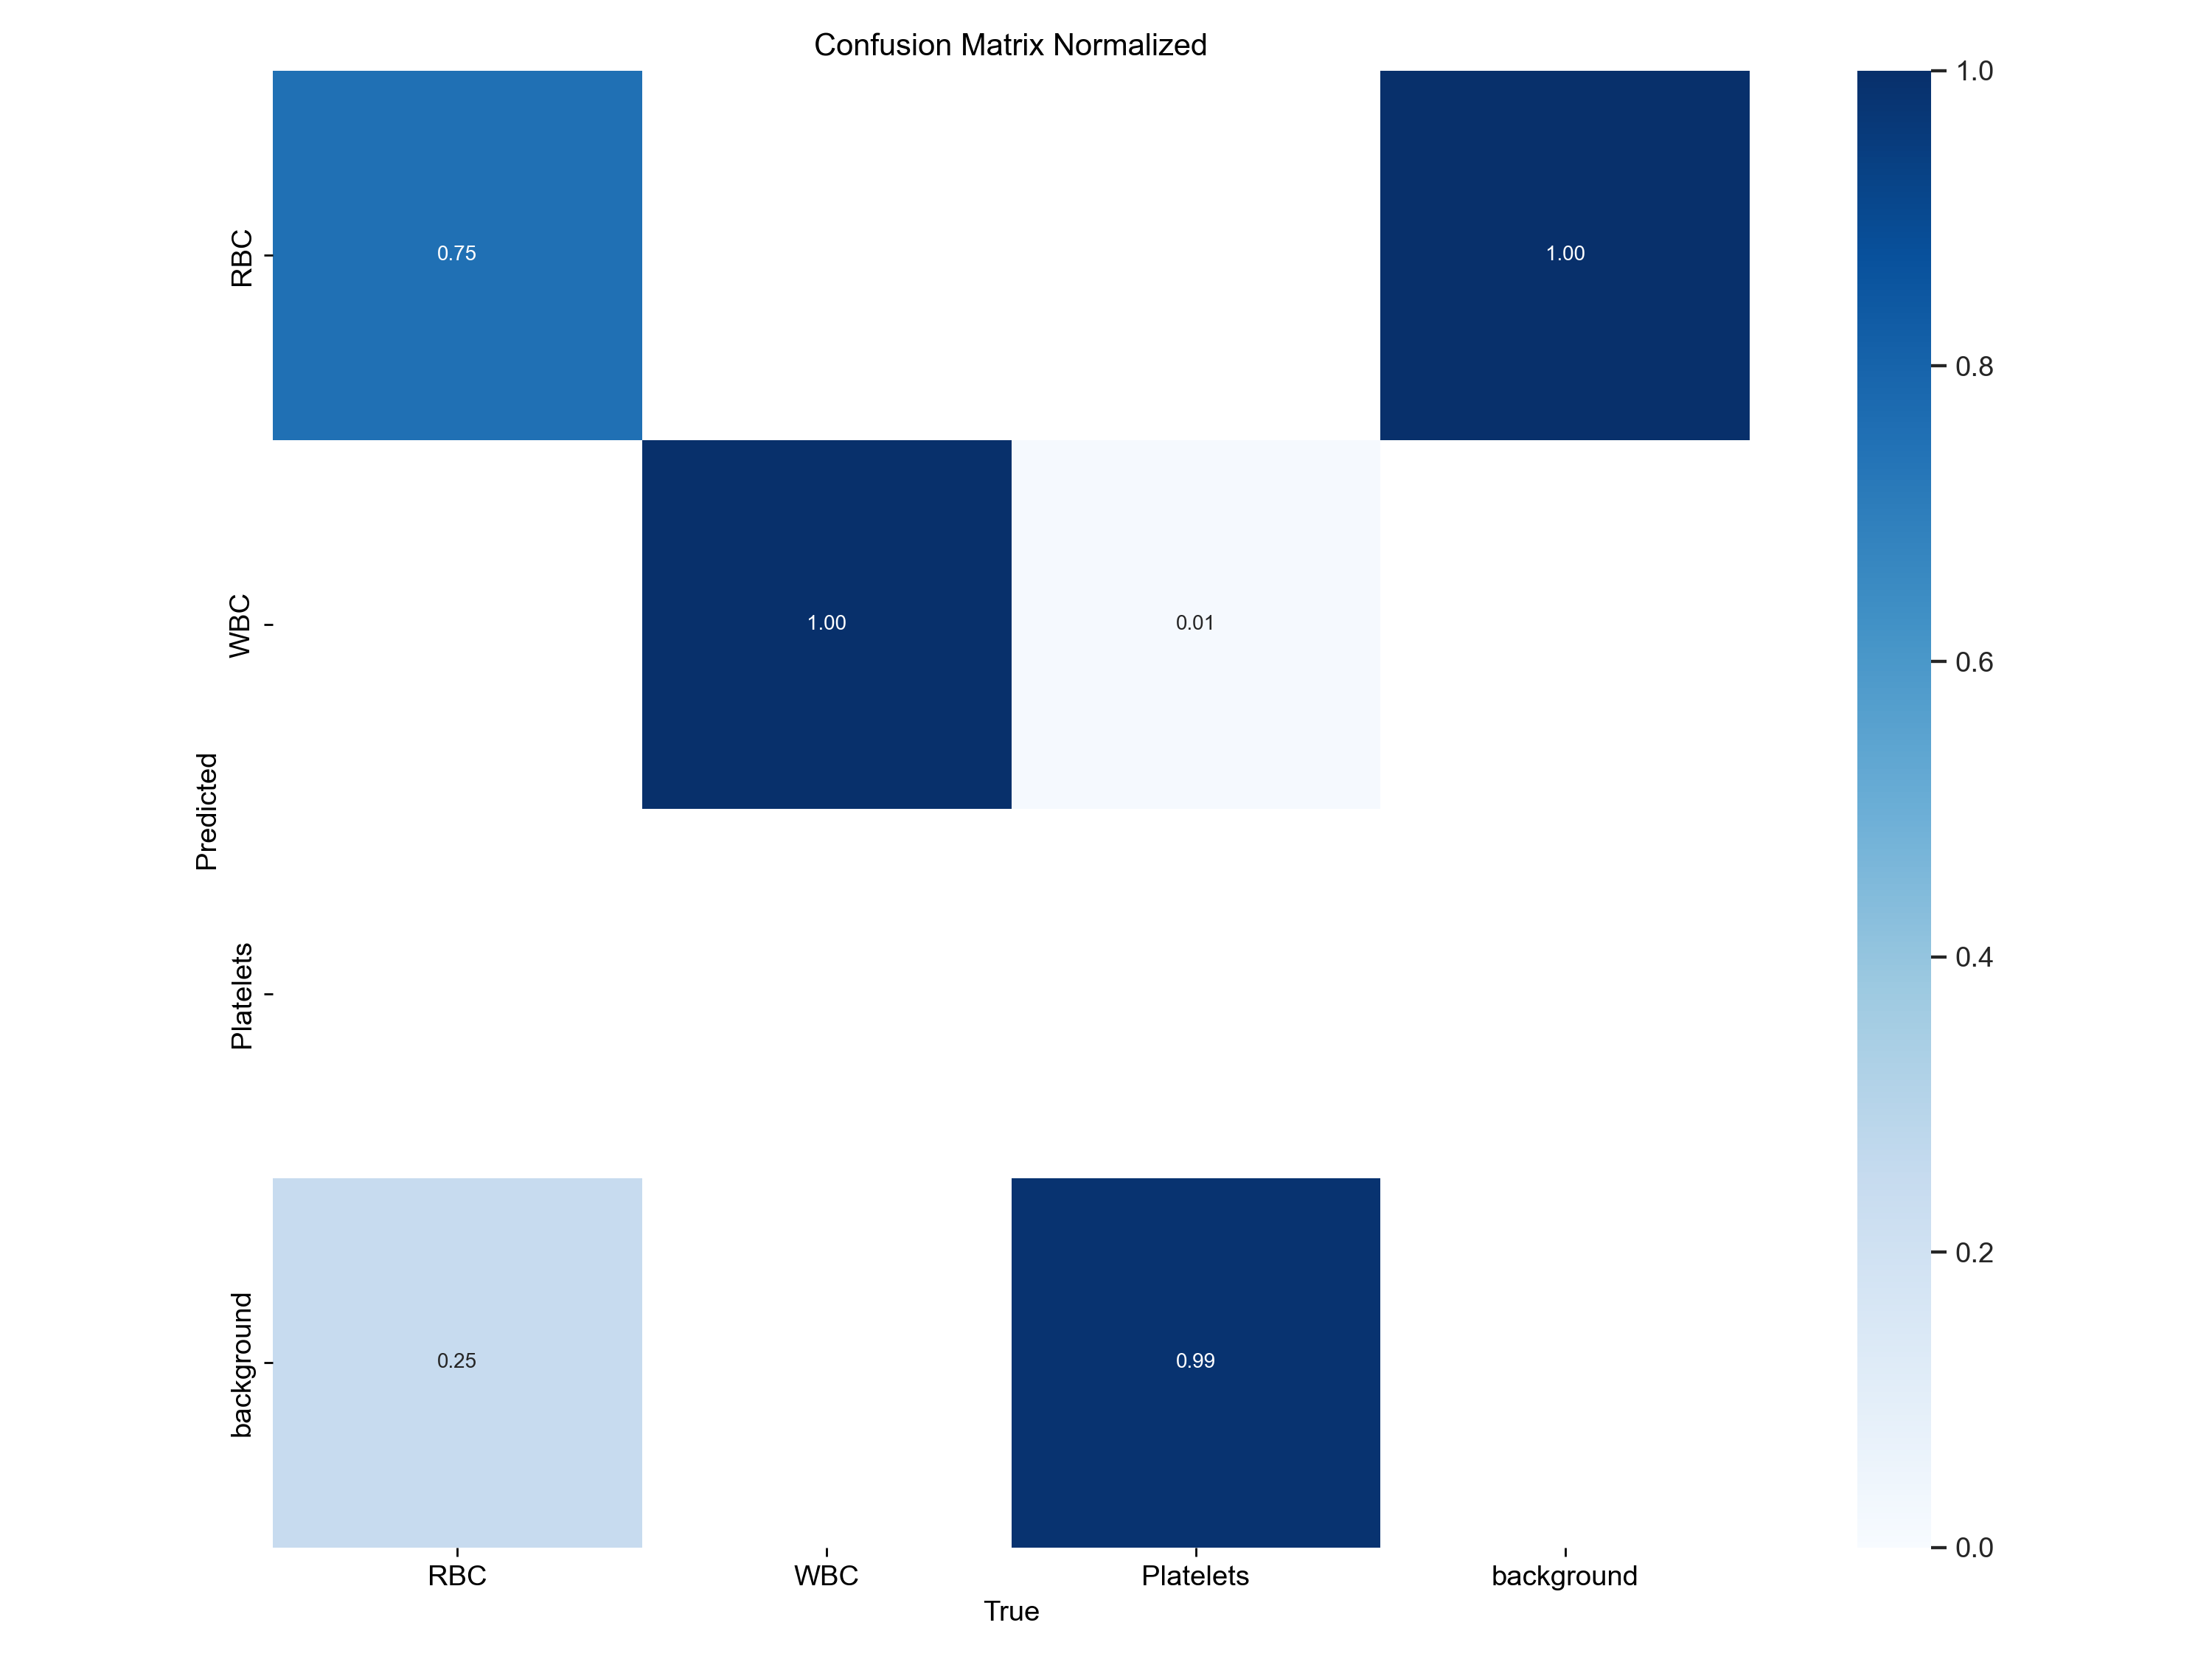 Confusion Matrix Normalized
RBC
0.75
1.00
WBC
1.00
0.01
Predicted
Platelets
background
0.25
0.99
RBC
WBC
Platelets
background
True
1.0
0.8
0.6
0.4
0.2
0.0